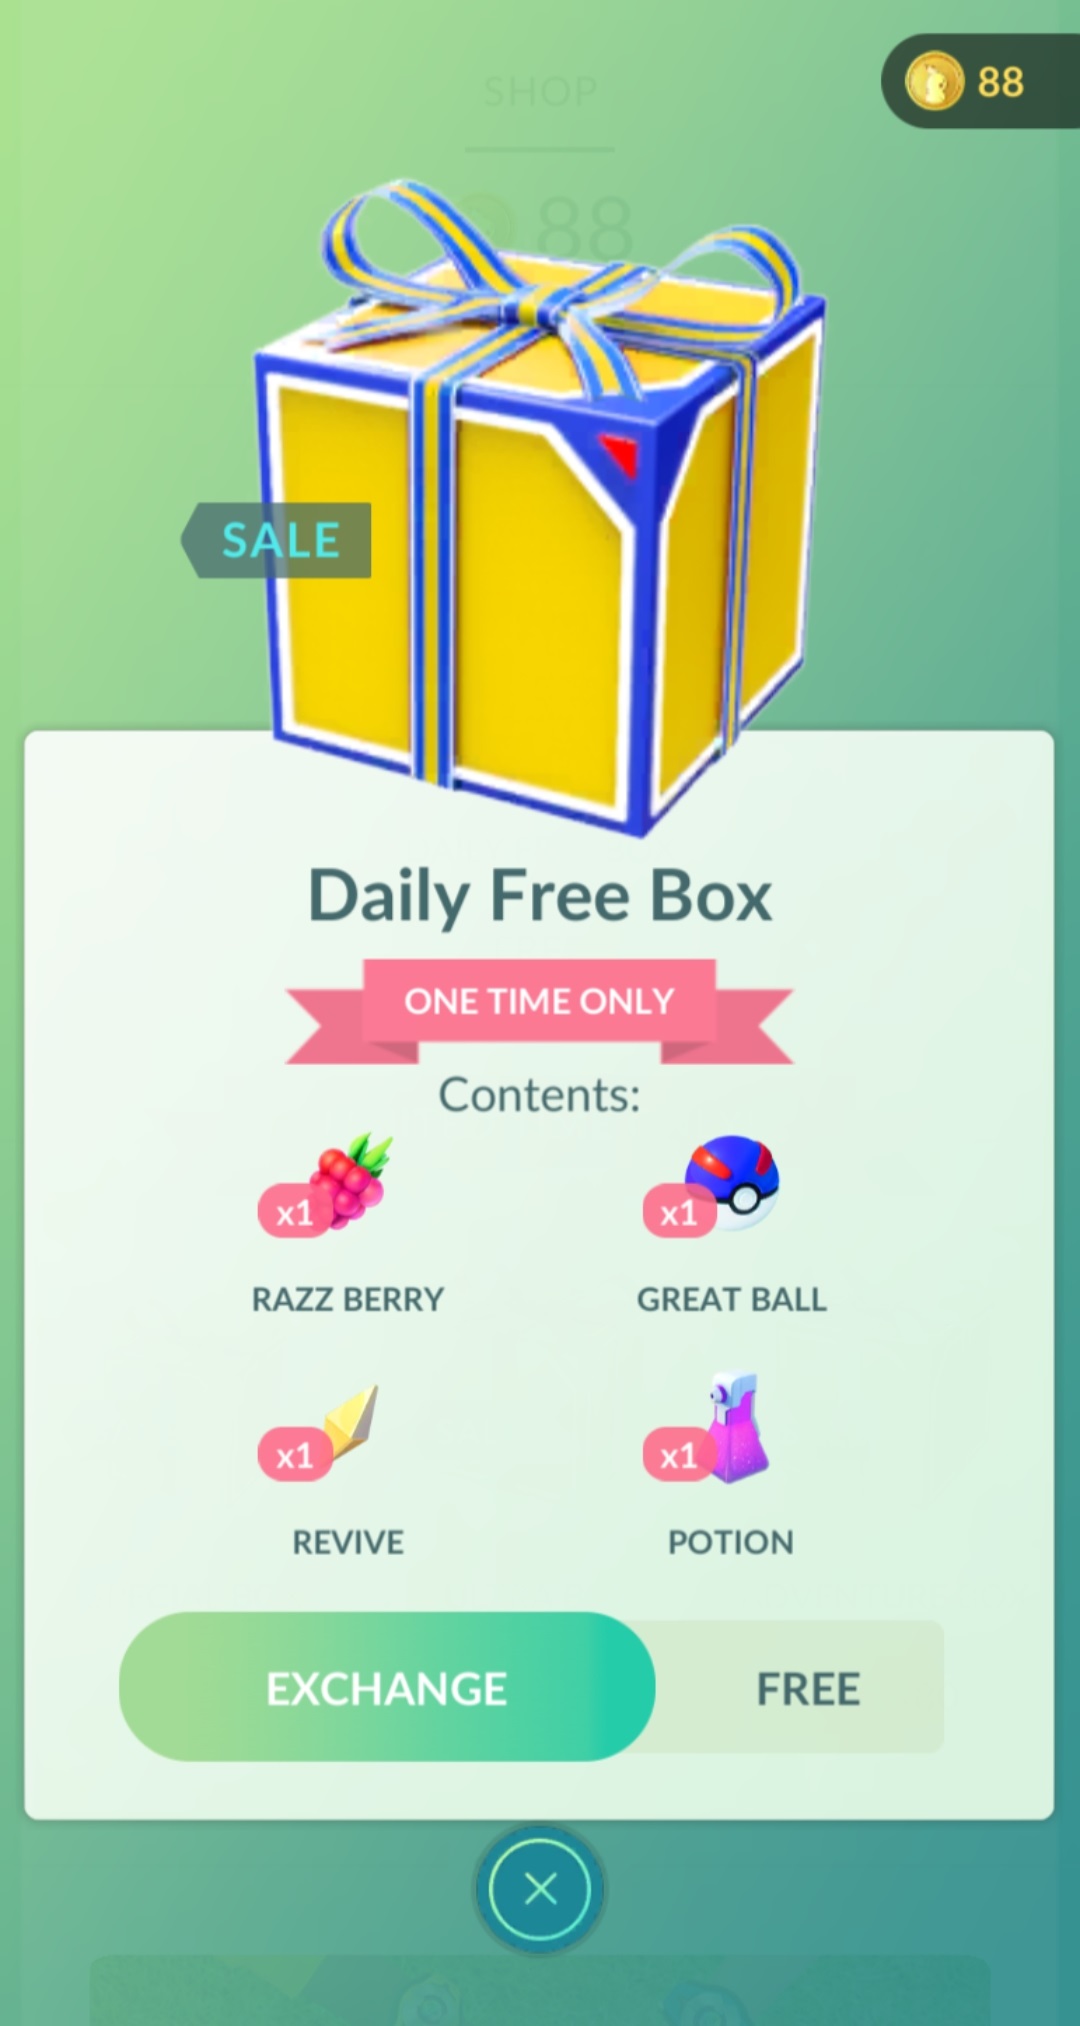 SHOP
88
88
SALE
Daily Free Box
ONE TIME ONLY
Contents:
x1
x1
RAZZ BERRY
GREAT BALL
x1
x1
REVIVE
POTION
EXCHANGE
FREE